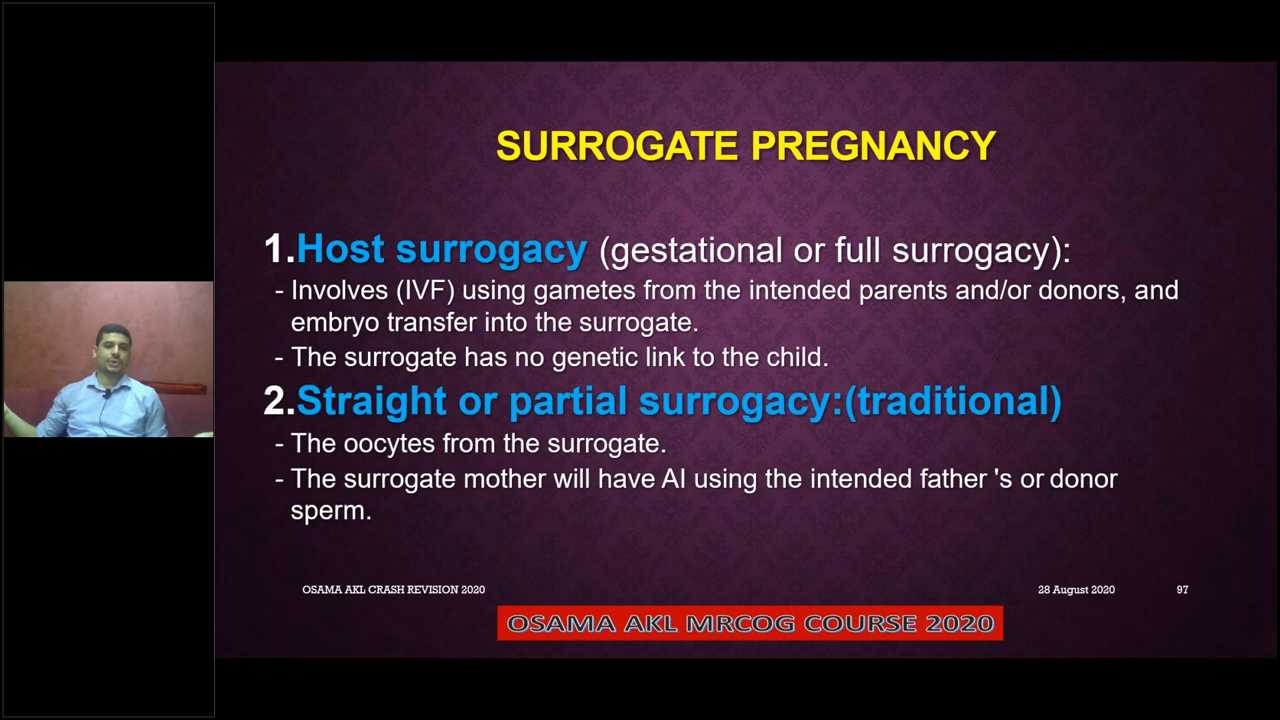 SURROGATE PREGNANCY
1.Host surrogacy (gestational or full surrogacy):
- Involves (IVF) using gametes from the intended parents and/or donors, and
embryo transfer into the surrogate.
- The surrogate has no genetic link to the child.
2.Straight or partial surrogacy:(traditional)
- The oocytes from the surrogate.
- The surrogate mother will have AI using the intended father 's or donor
sperm.
OSAMA AKL CRASH REVISION 2020 28 August 2020 97
OSAMA AKL MRCOG COURSE 2020